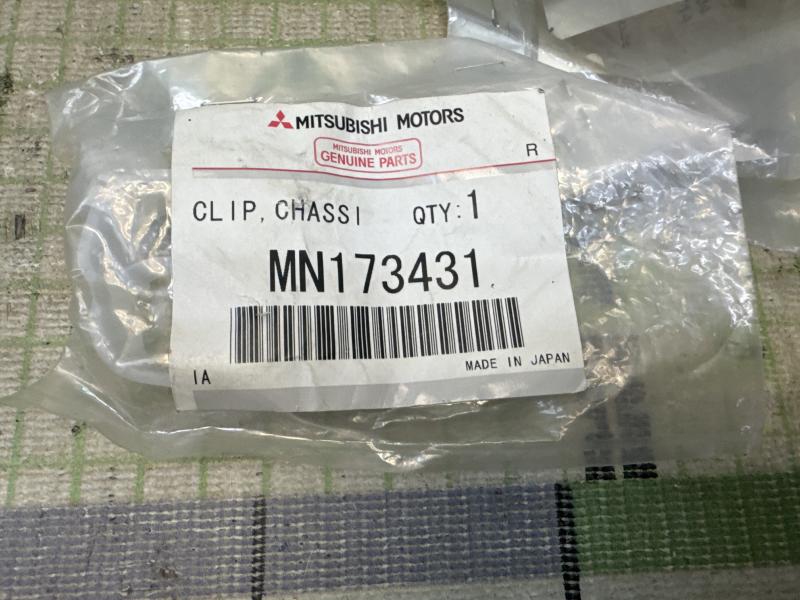 MITSUBISHI MOTORS
MITSUBISHI MOTORS
GENUINE PARTS
R
CLIP, CHASSI QTY: 1
MN173431
IA
MADE IN JAPAN